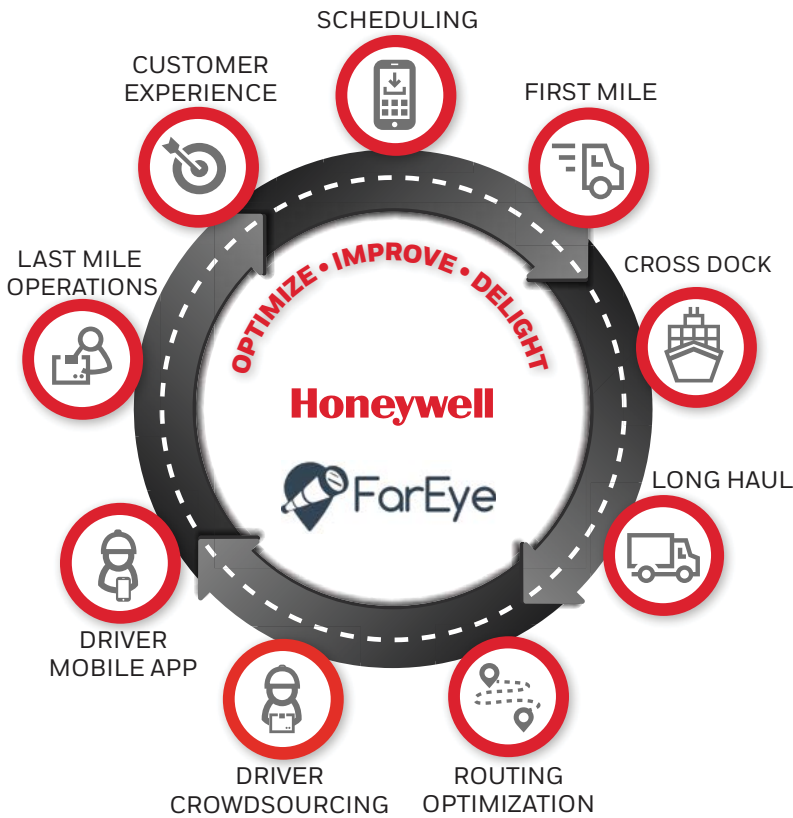 SCHEDULING
CUSTOMER
EXPERIENCE
FIRST MILE
LAST MILE
OPERATIONS
OPTIMIZE • IMPROVE • DELIGHT
CROSS DOCK
Honeywell
FarEye
LONG HAUL
DRIVER
MOBILE APP
DRIVER
CROWDSOURCING
ROUTING
OPTIMIZATION